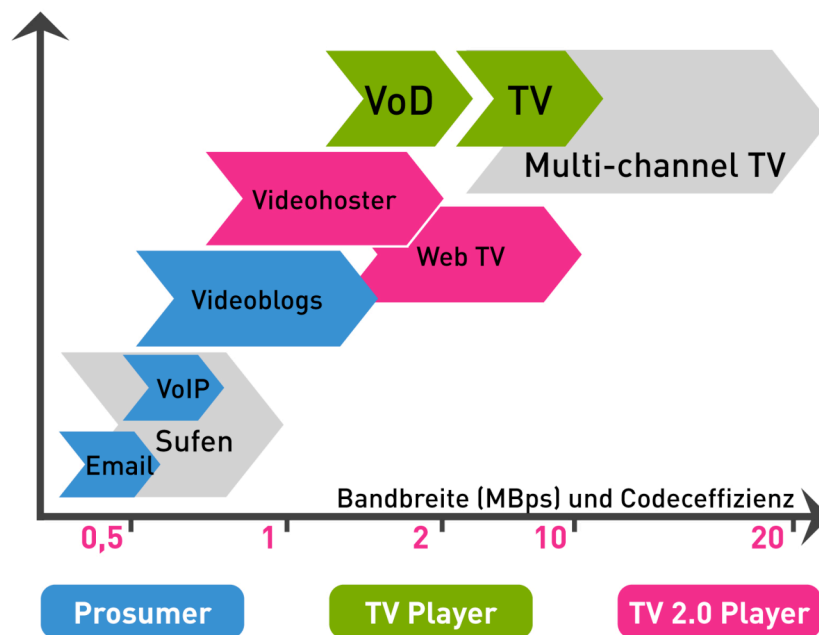 VoD
TV
Multi-channel TV
Videohoster
Web TV
Videoblogs
VoIP
Sufen
Email
Bandbreite (MBps) und Codeceffizienz
0,5 1 2 10 20
Prosumer TV Player TV 2.0 Player